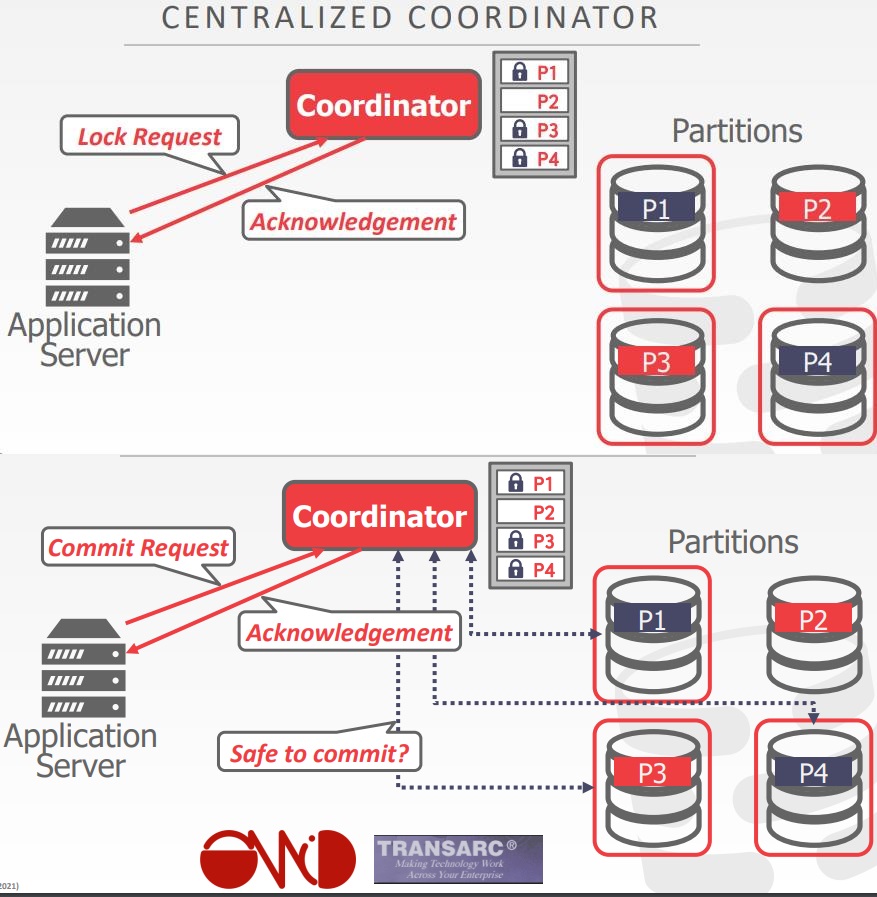 CENTRALIZED COORDINATOR
Coordinator
P1
P2
P3
P4
Lock Request
Acknowledgement
Application
Server
Partitions
P1
P2
P3
P4
Coordinator
P1
P2
P3
P4
Commit Request
Acknowledgement
Safe to commit?
Application
Server
Partitions
P1
P2
P3
P4
TRANSARC®
Making Technology Work
Across Your Enterprise
2021)